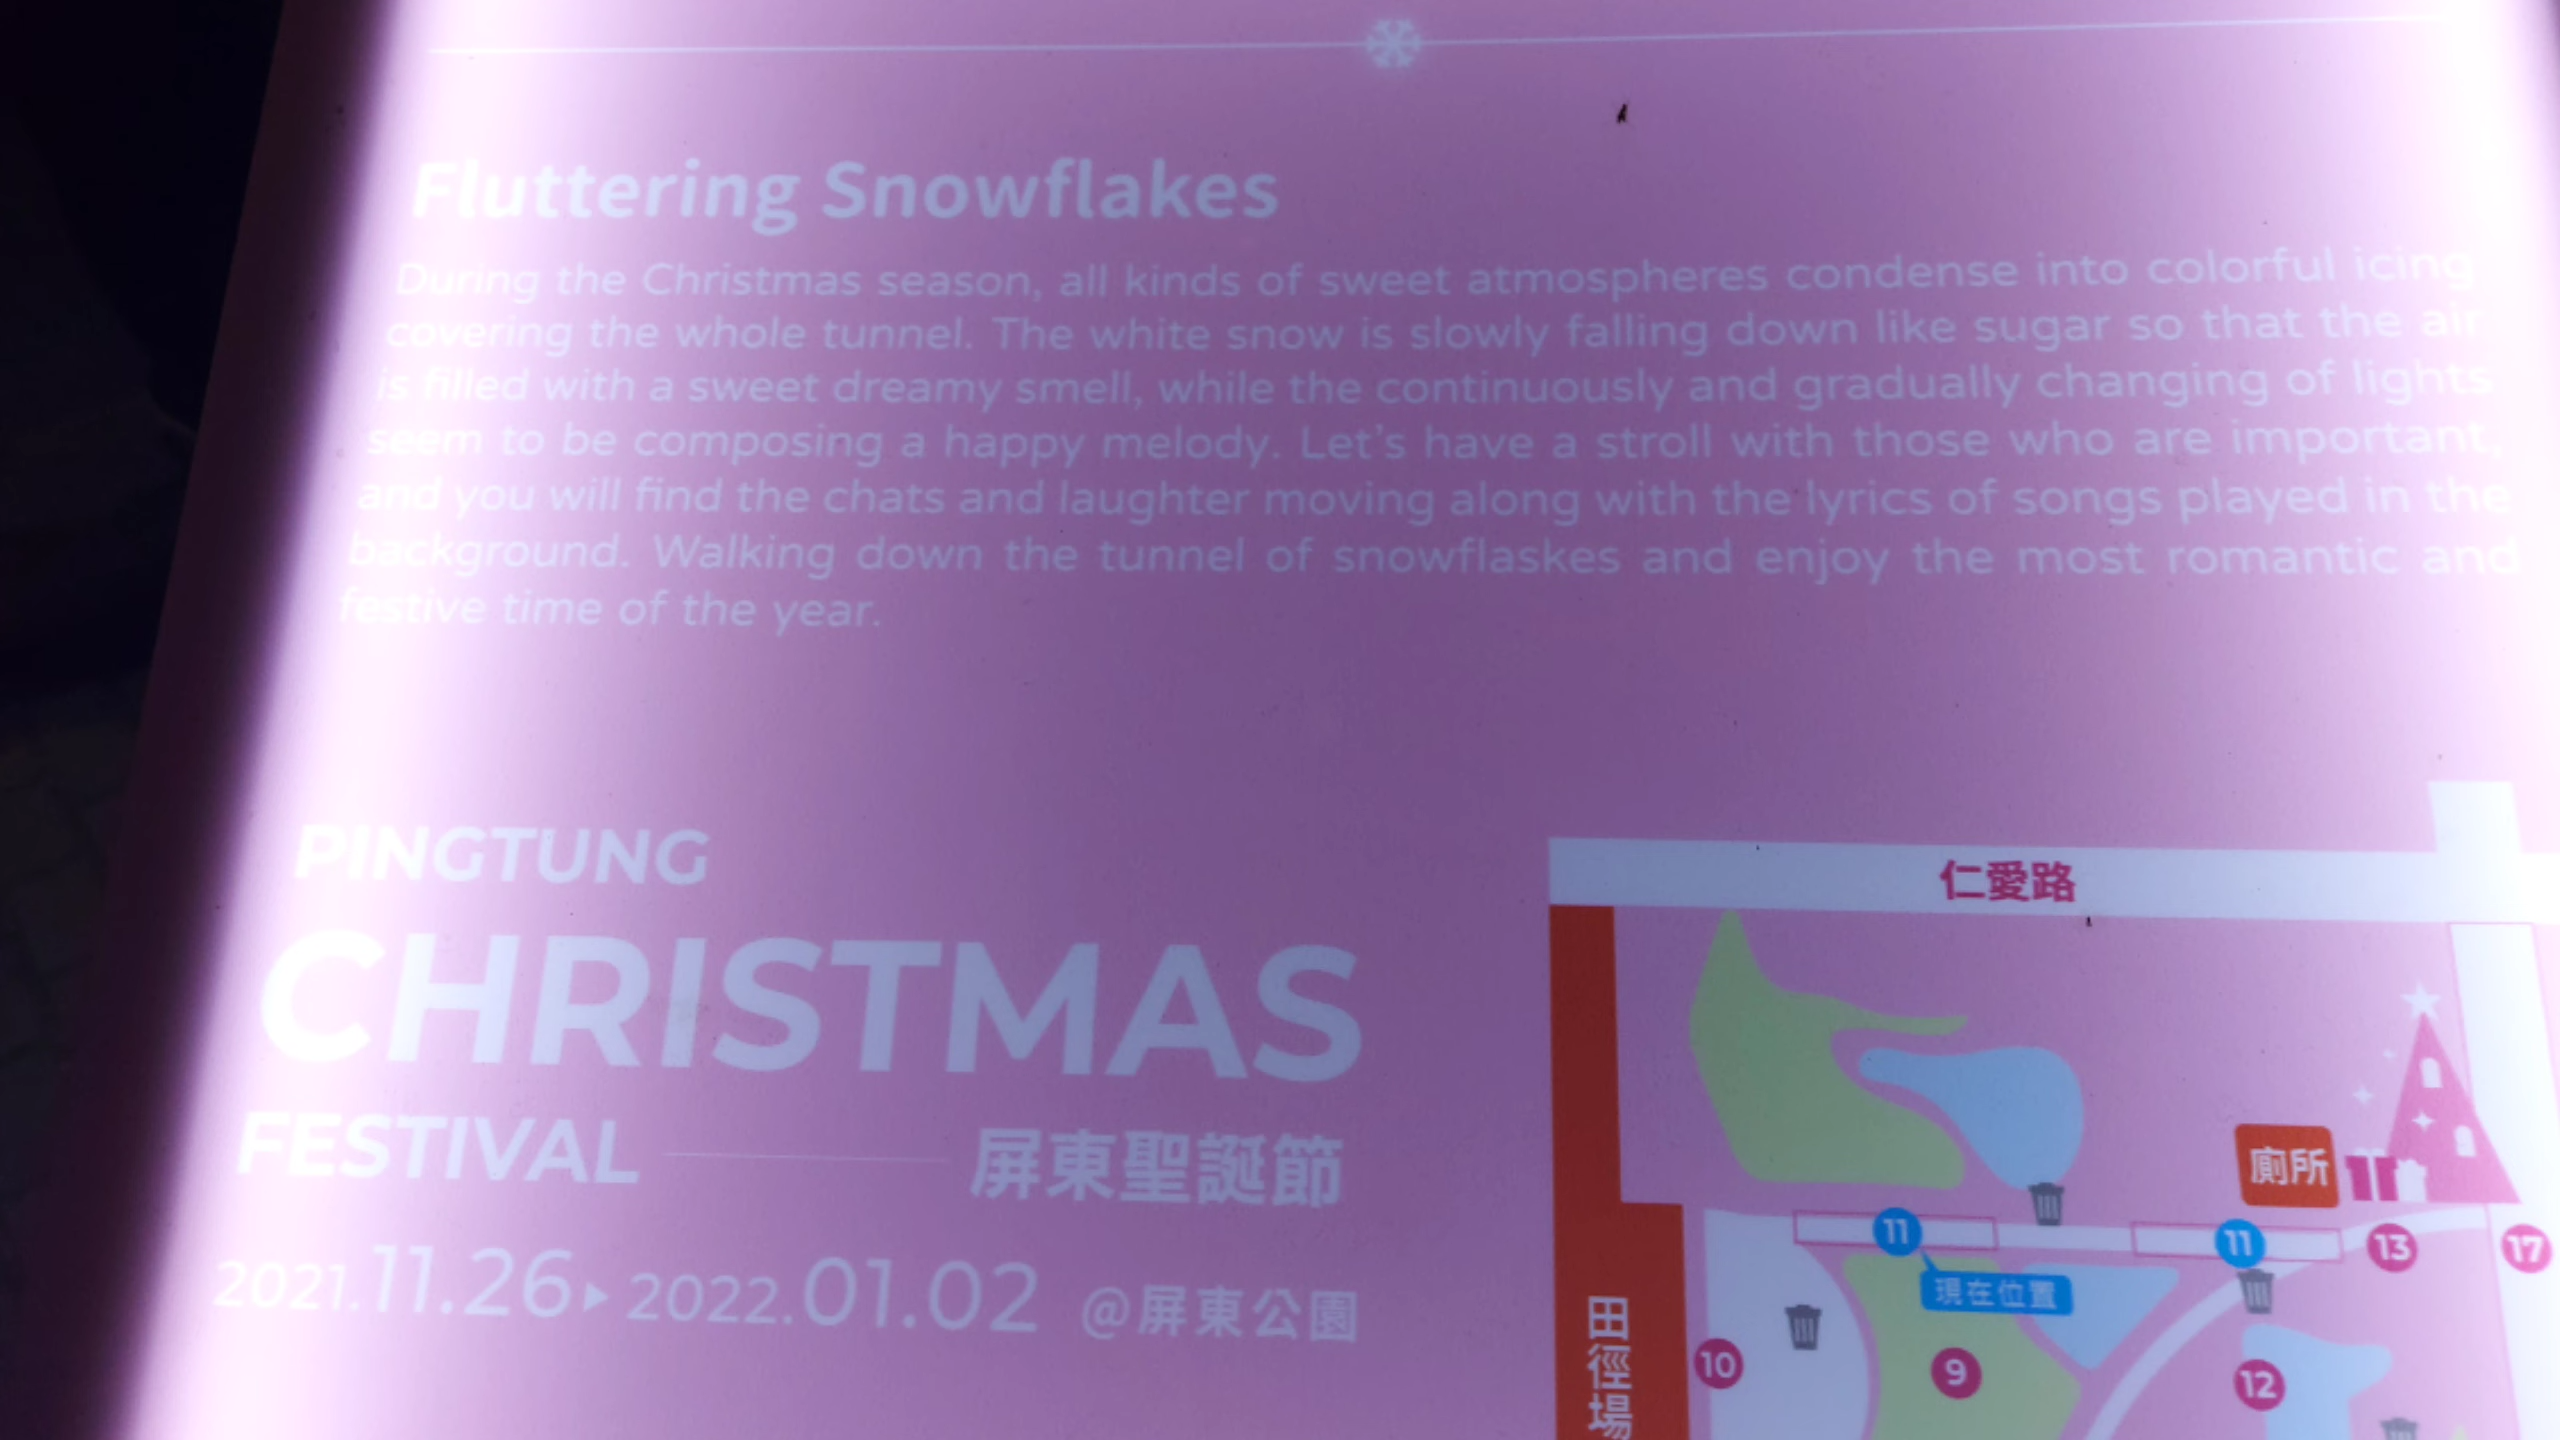 Fluttering Snowflakes
During the Christmas season, all kinds of sweet atmospheres condense into colorful icing
covering the whole tunnel. The white snow is slowly falling down like sugar so that the air
is filled with a sweet dreamy smell, while the continuously and gradually changing of lights
seem to be composing a happy melody. Let's have a stroll with those who are important,
and you will find the chats and laughter moving along with the lyrics of songs played in the
background. Walking down the tunnel of snowflaskes and enjoy the most romantic and
festive time of the year.
PINGTUNG
CHRISTMAS
FESTIVAL 屏東聖誕節
2021.11.26▸2022.01.02 @屏東公園
仁愛路
廁所
11
11
13
17
現在位置
田徑場
10
9
12